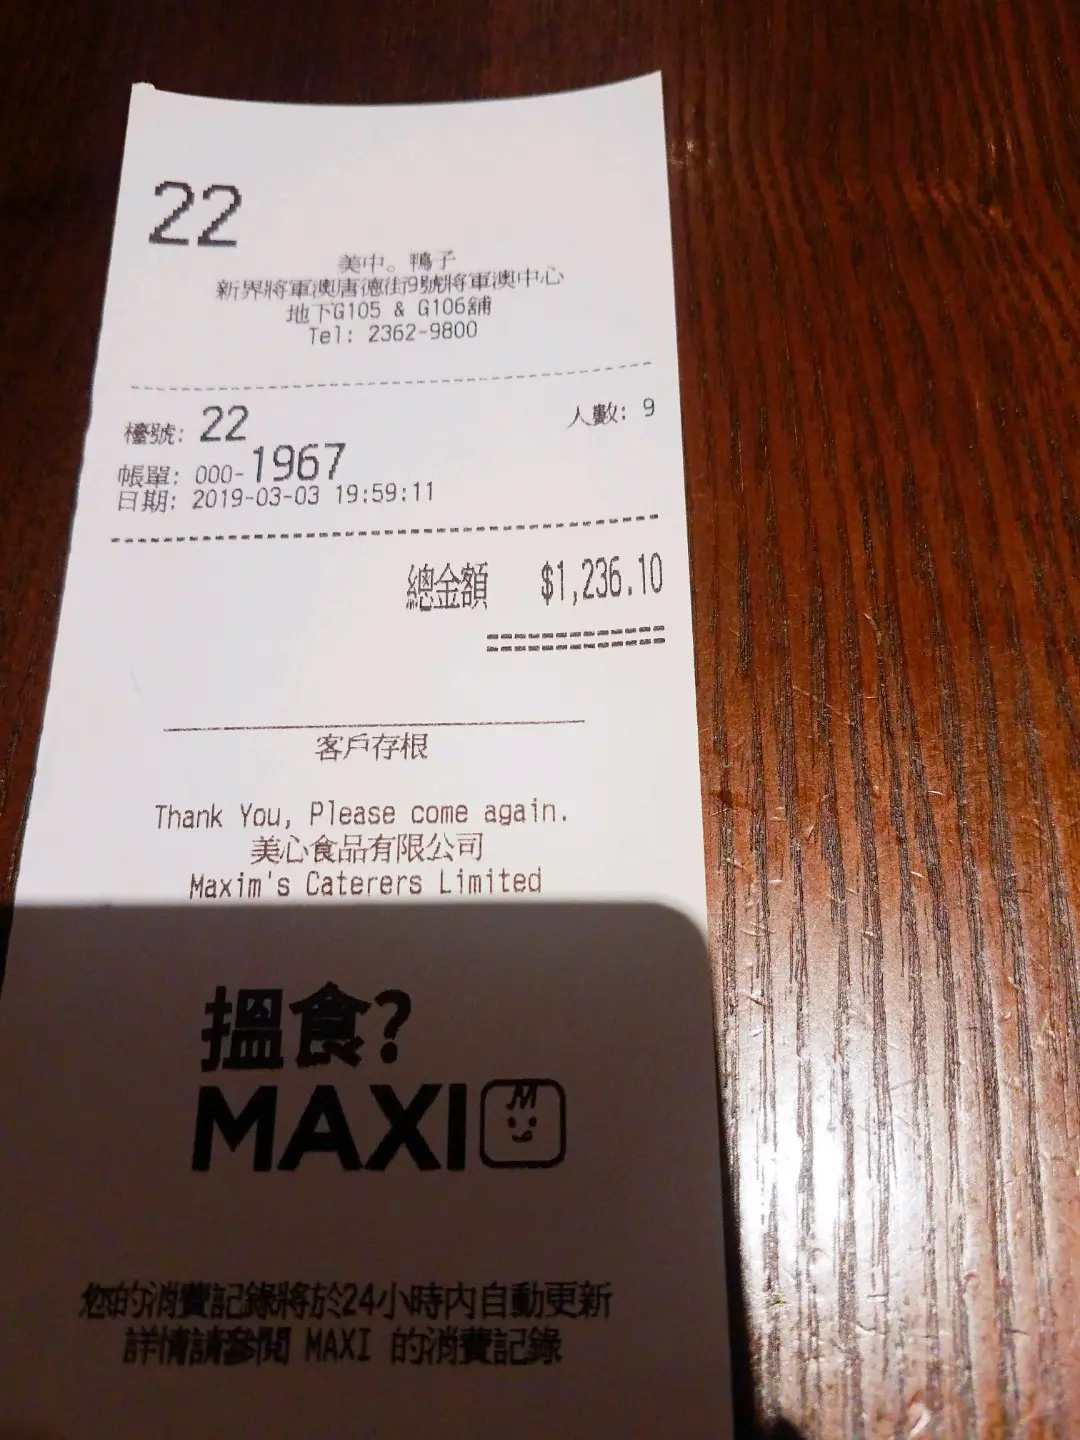 22
美中。鴨子
新界將軍澳唐德街9號將軍澳中心
地下G105 & G106舖
Tel: 2362-9800
檯號: 22 人數: 9
帳單: 000-1967
日期: 2019-03-03 19:59:11
總金額 $1,236.10
客戶存根
Thank You, Please come again.
美心食品有限公司
Maxim's Caterers Limited
搵食?
MAXI M
您的消費記錄將於24小時內自動更新
詳情請參閱 MAXI 的消費記錄